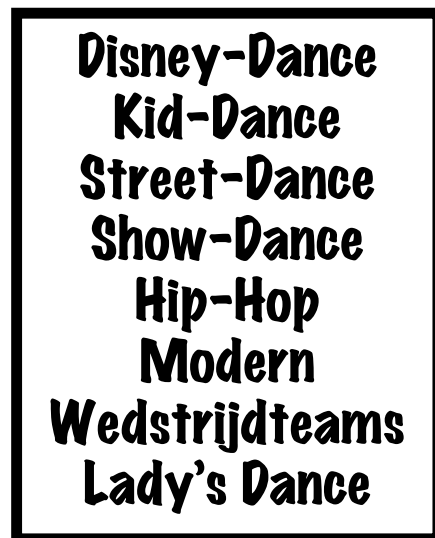 Disney-Dance
Kid-Dance
Street-Dance
Show-Dance
Hip-Hop
Modern
Wedstrijdteams
Lady's Dance